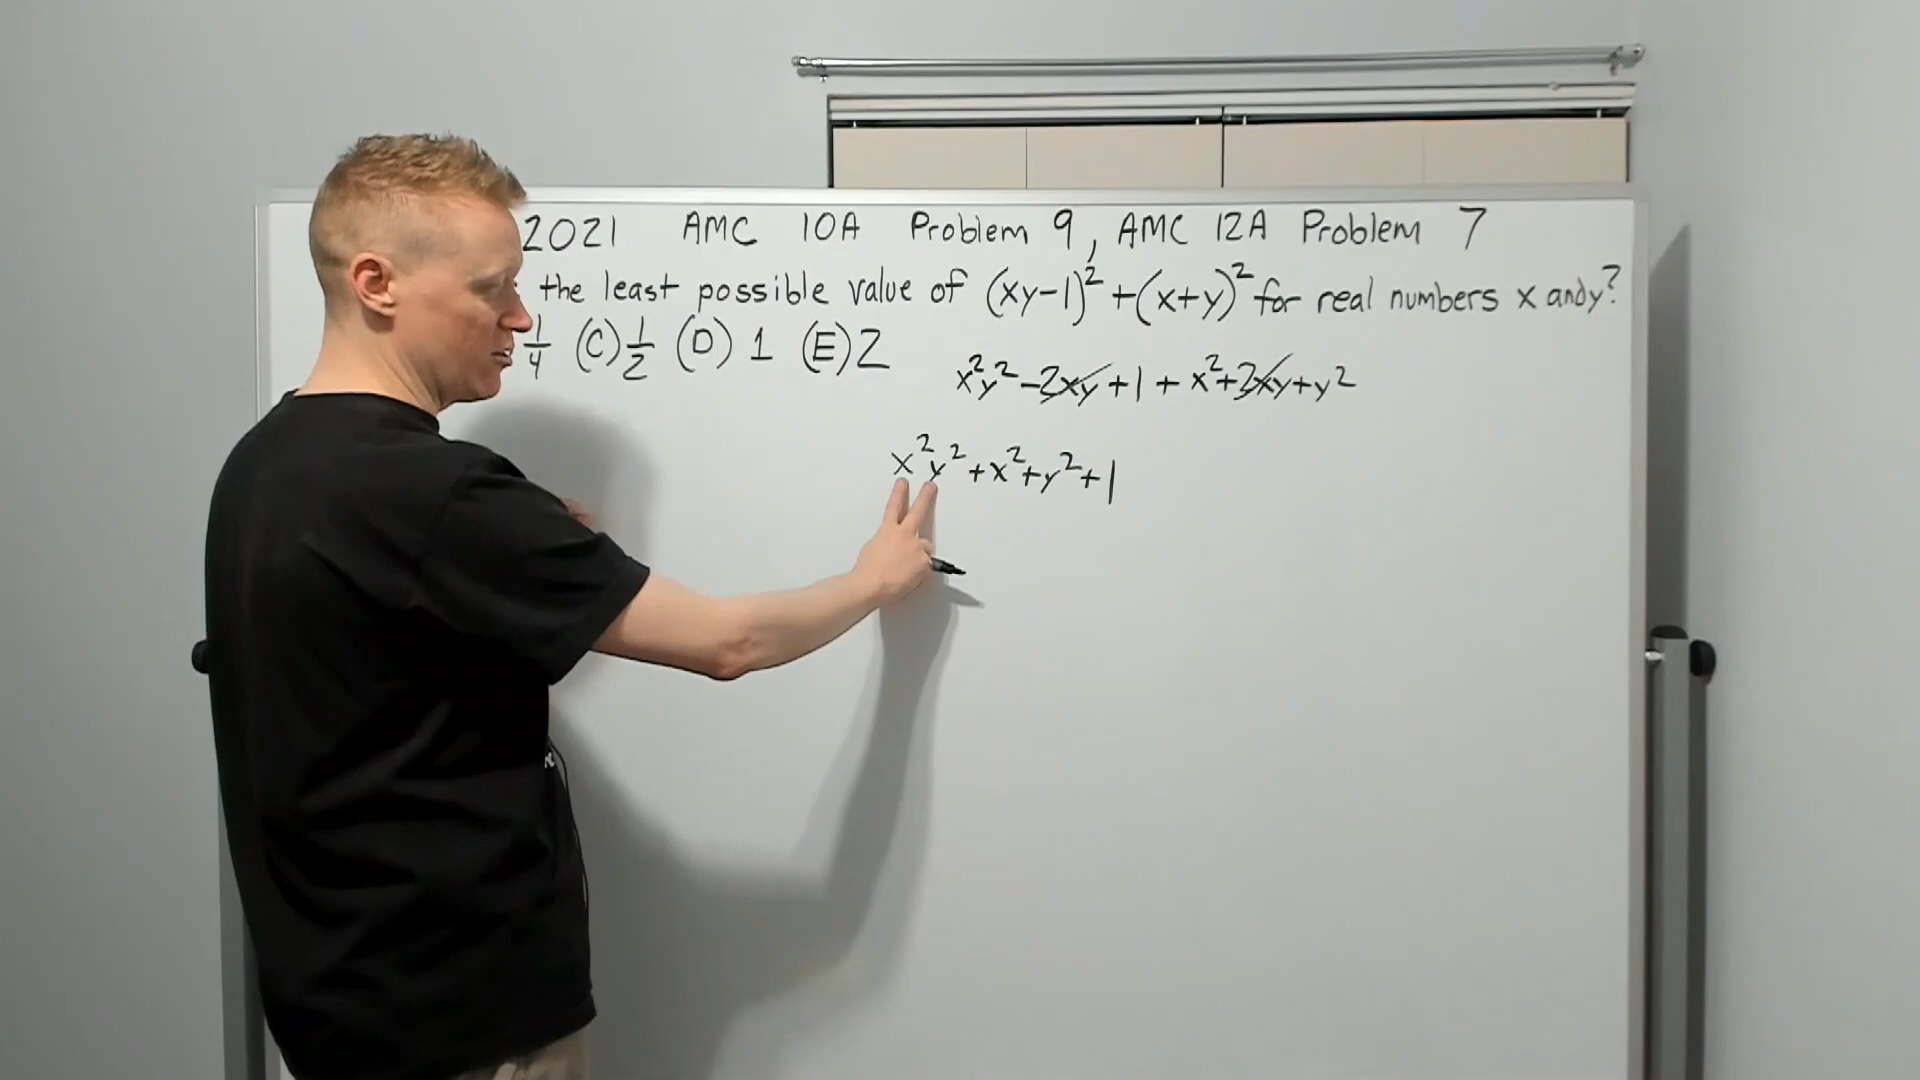 2021 AMC 10A Problem 9, AMC 12A Problem 7
the least possible value of (xy-1)² + (x+y)² for real numbers x and y?
1/4 (C) 1/2 (D) 1 (E) 2
x²y² - 2xy + 1 + x² + 2xy + y²
x²y² + x² + y² + 1